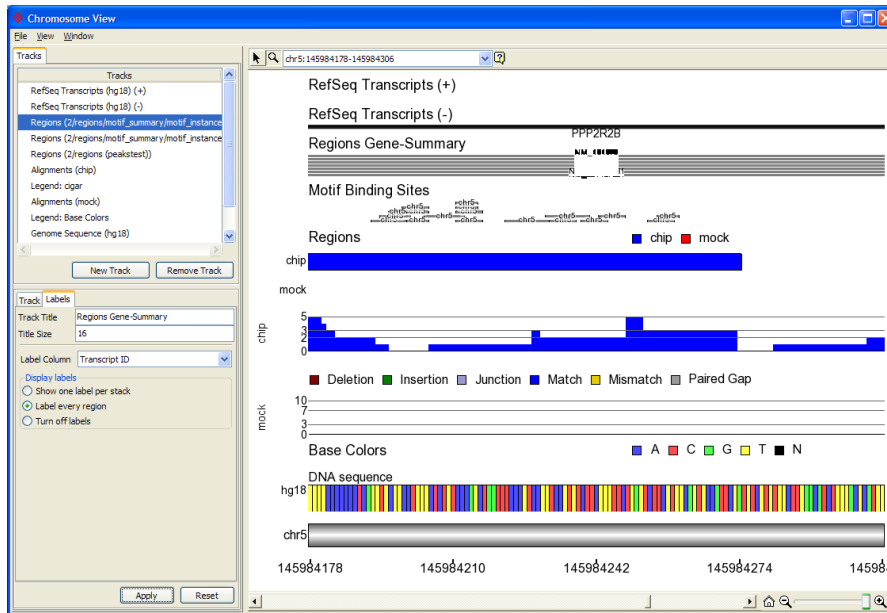 Chromosome View
File View Window
Tracks
Tracks
RefSeq Transcripts (hg18) (+)
RefSeq Transcripts (hg18) (-)
Regions (2/regions/motif_summary/motif_instance
Regions (2/regions/motif_summary/motif_instance
Regions (2/regions (peakstest))
Alignments (chip)
Legend: cigar
Alignments (mock)
Legend: Base Colors
Genome Sequence (hg18)
New Track Remove Track
Track Labels
Track Title Regions Gene-Summary
Title Size 16
Label Column Transcript ID
Display labels
Show one label per stack
Label every region
Turn off labels
Apply Reset
chr5:145984178-145984306
RefSeq Transcripts (+)
RefSeq Transcripts (-)
PPP2R2B
Regions Gene-Summary
Motif Binding Sites
chr5 chr5 chr5 chr5
Regions chip mock
chip
mock
chip
5
3
2
0
Deletion Insertion Junction Match Mismatch Paired Gap
mock
10
7
3
0
Base Colors A C G T N
DNA sequence
hg18
chr5
145984178 145984210 145984242 145984274